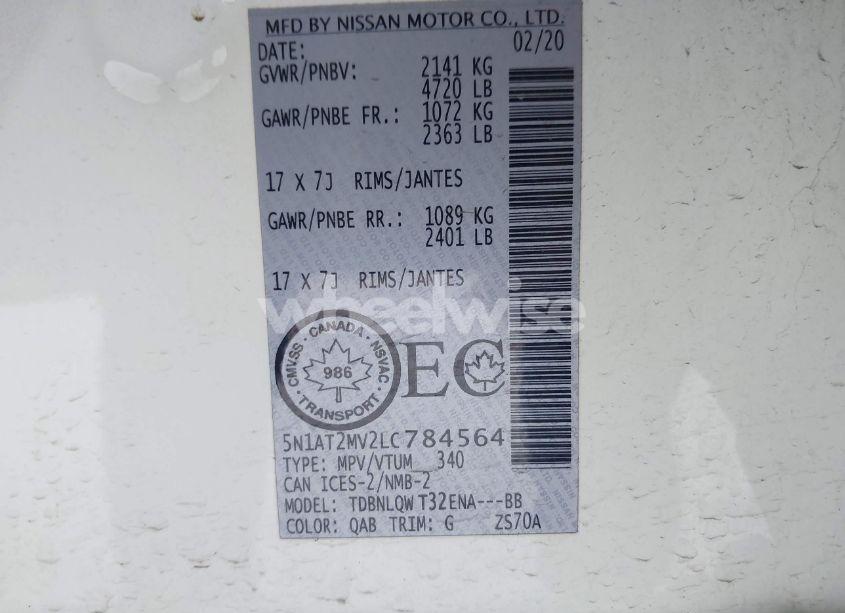 MFD BY NISSAN MOTOR CO., LTD.
DATE: 02/20
GVWR/PNBV: 2141 KG
4720 LB
GAWR/PNBE FR.: 1072 KG
2363 LB
17 X 7J RIMS/JANTES
GAWR/PNBE RR.: 1089 KG
2401 LB
17 X 7J RIMS/JANTES
wheelwise
CANADA
CMVSS NSVAC
986
TRANSPORT
EC
5N1AT2MV2LC784564
TYPE: MPV/VTUM 340
CAN ICES-2/NMB-2
MODEL: TDBNLQW T32ENA---BB
COLOR: QAB TRIM: G ZS70A